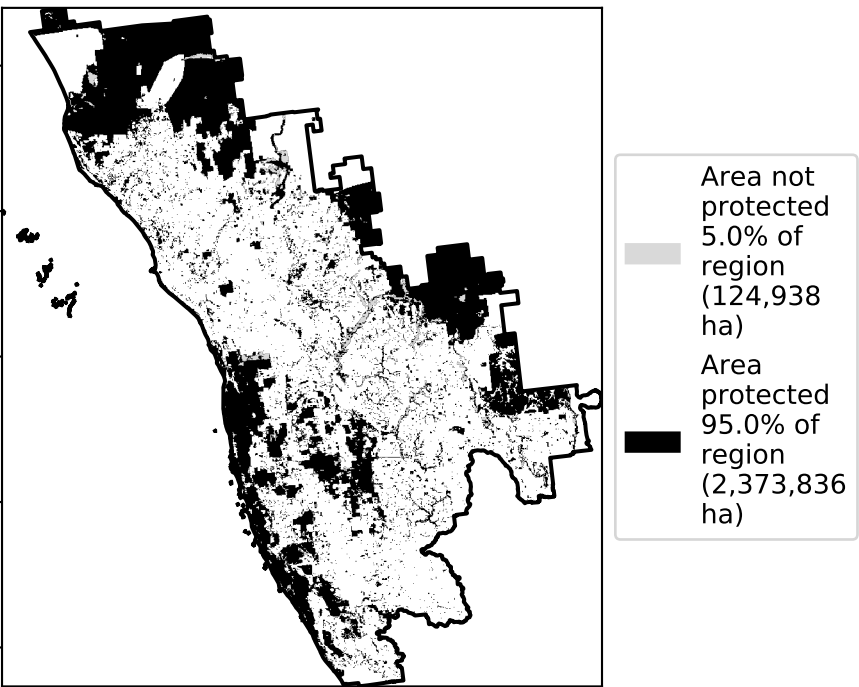 Area not
protected
5.0% of
region
(124,938
ha)
Area
protected
95.0% of
region
(2,373,836
ha)